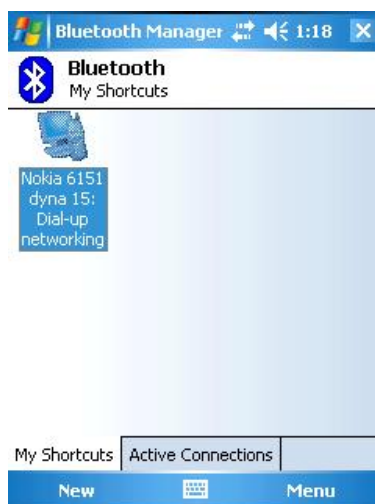 Bluetooth Manager 1:18
Bluetooth
My Shortcuts
Nokia 6151
dyna 15:
Dial-up
networking
My Shortcuts Active Connections
New Menu